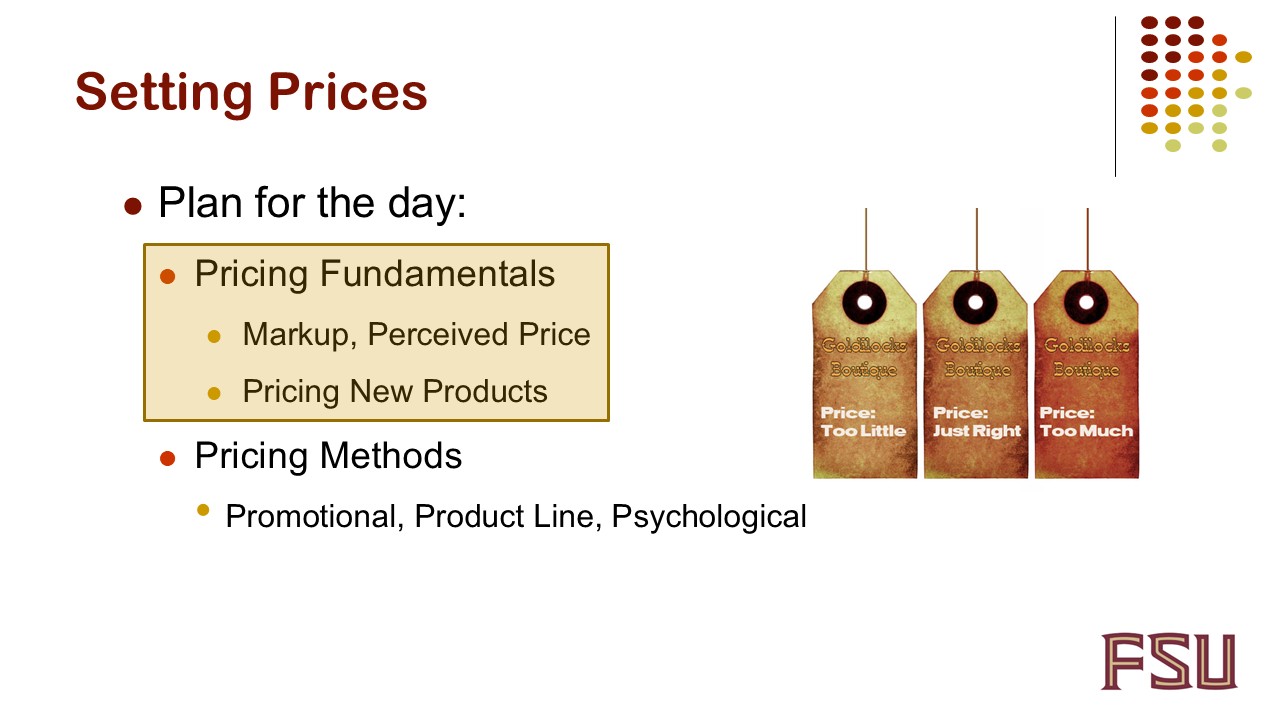 Setting Prices
Plan for the day:
Pricing Fundamentals
Markup, Perceived Price
Pricing New Products
Pricing Methods
Promotional, Product Line, Psychological
Goldilocks
Boutique
Price:
Too Little
Goldilocks
Boutique
Price:
Just Right
Goldilocks
Boutique
Price:
Too Much
FSU